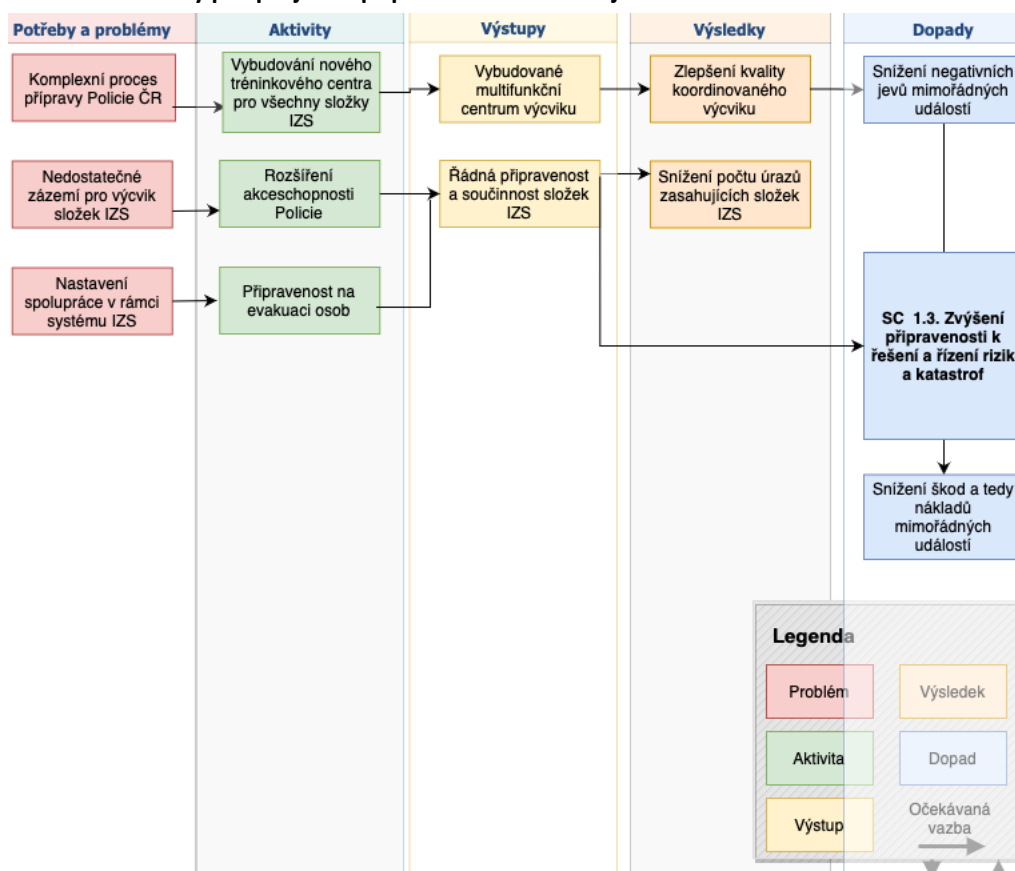 Potřeby a problémy
Aktivity
Výstupy
Výsledky
Dopady
Komplexní proces
přípravy Policie ČR
Vybudování nového
tréninkového centra
pro všechny složky
IZS
Vybudované
multifunkční
centrum výcviku
Zlepšení kvality
koordinovaného
výcviku
Snížení negativních
jevů mimořádných
událostí
Nedostatečné
zázemí pro výcvik
složek IZS
Rozšíření
akceschopnosti
Policie
Řádná připravenost
a součinnost složek
IZS
Snížení počtu úrazů
zasahujících složek
IZS
Nastavení
spolupráce v rámci
systému IZS
Připravenost na
evakuaci osob
SC 1.3. Zvýšení
připravenosti k
řešení a řízení rizik
a katastrof
Snížení škod a tedy
nákladů
mimořádných
událostí
Legenda
Problém
Výsledek
Aktivita
Dopad
Výstup
Očekávaná
vazba